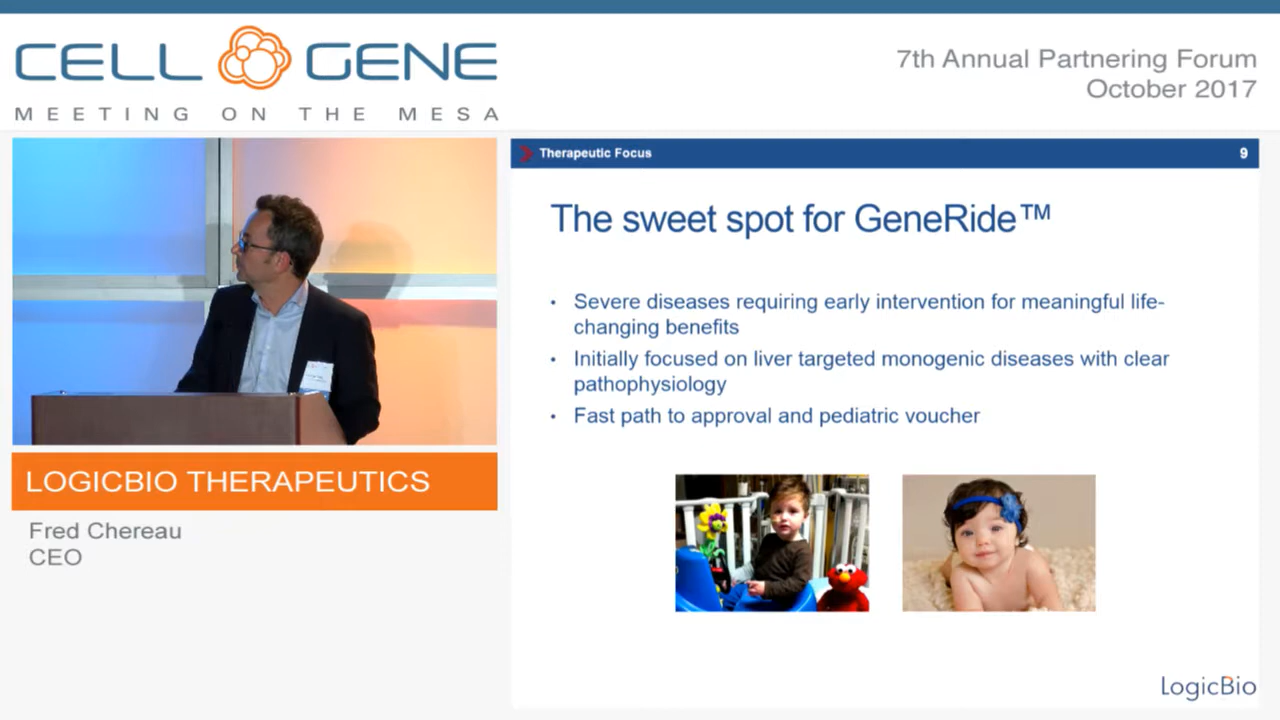 CELL GENE
MEETING ON THE MESA
7th Annual Partnering Forum
October 2017
Therapeutic Focus 9
The sweet spot for GeneRide™
• Severe diseases requiring early intervention for meaningful life-
changing benefits
• Initially focused on liver targeted monogenic diseases with clear
pathophysiology
• Fast path to approval and pediatric voucher
LOGICBIO THERAPEUTICS
Fred Chereau
CEO
LogicBio